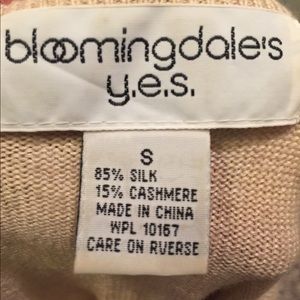 bloomingdale's
y.e.s.
S
85% SILK
15% CASHMERE
MADE IN CHINA
WPL 10167
CARE ON RVERSE